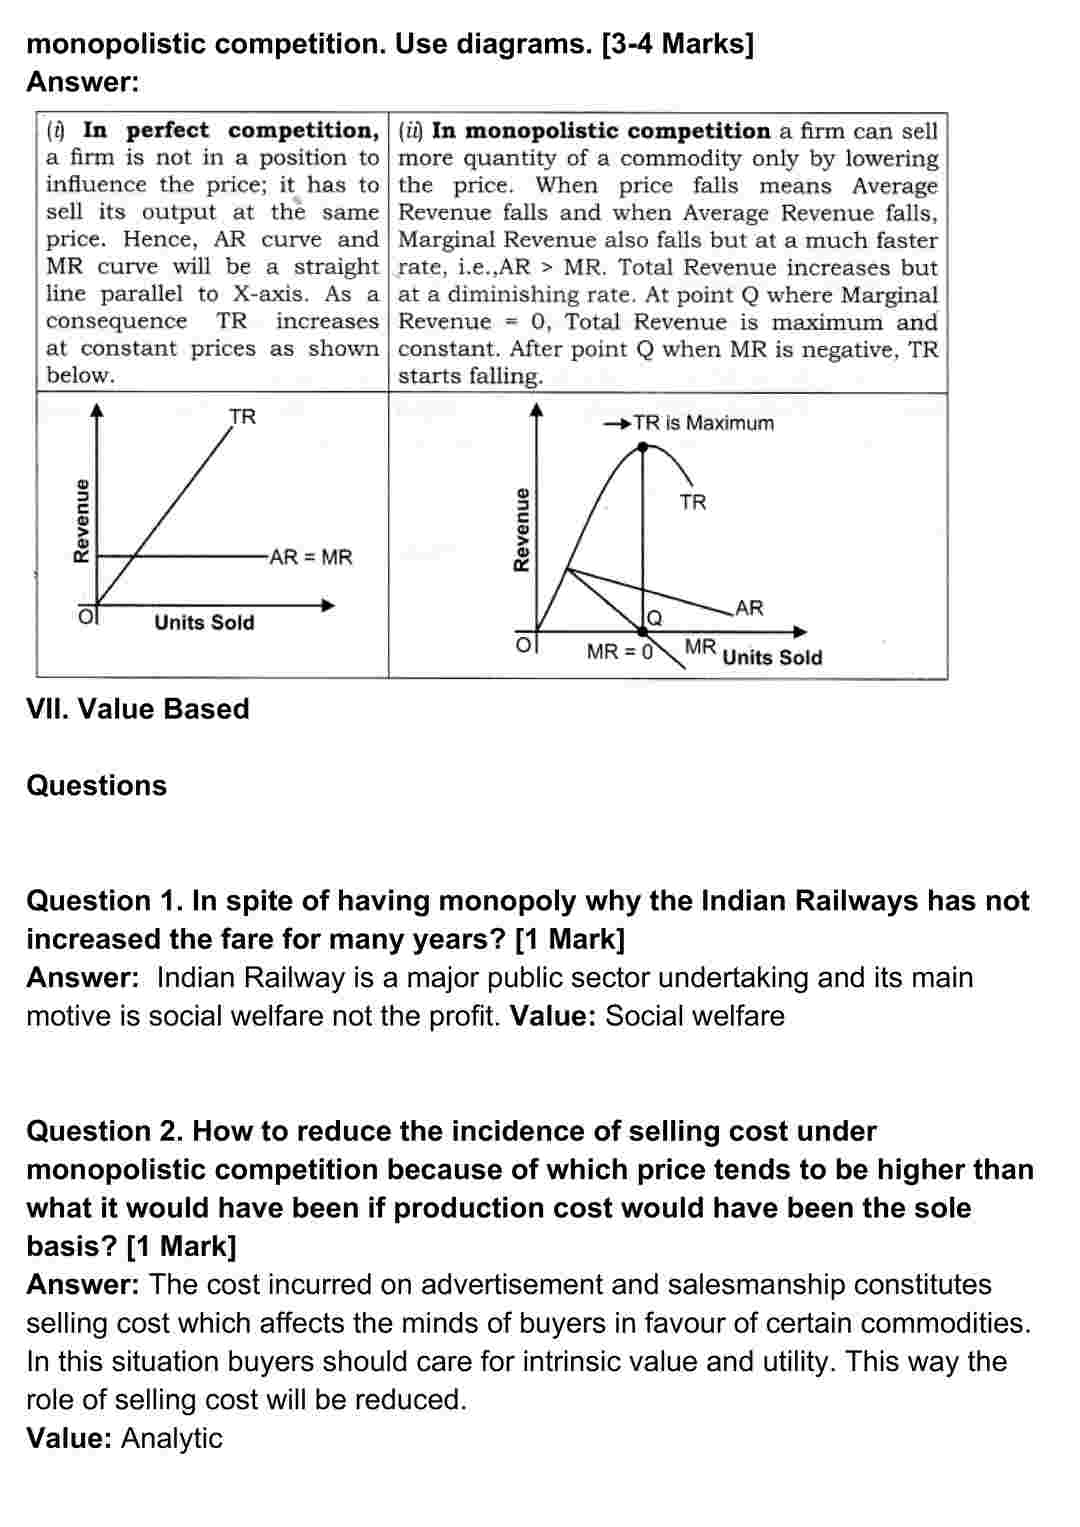 monopolistic competition. Use diagrams. [3-4 Marks]
Answer:
(i) In perfect competition,
a firm is not in a position to
influence the price; it has to
sell its output at the same
price. Hence, AR curve and
MR curve will be a straight
line parallel to X-axis. As a
consequence TR increases
at constant prices as shown
below.
(ii) In monopolistic competition a firm can sell
more quantity of a commodity only by lowering
the price. When price falls means Average
Revenue falls and when Average Revenue falls,
Marginal Revenue also falls but at a much faster
rate, i.e.,AR > MR. Total Revenue increases but
at a diminishing rate. At point Q where Marginal
Revenue = 0, Total Revenue is maximum and
constant. After point Q when MR is negative, TR
starts falling.
TR
Revenue
AR = MR
O
Units Sold
TR is Maximum
TR
Revenue
AR
Q
O
MR = 0
MR
Units Sold
VII. Value Based
Questions
Question 1. In spite of having monopoly why the Indian Railways has not
increased the fare for many years? [1 Mark]
Answer: Indian Railway is a major public sector undertaking and its main
motive is social welfare not the profit. Value: Social welfare
Question 2. How to reduce the incidence of selling cost under
monopolistic competition because of which price tends to be higher than
what it would have been if production cost would have been the sole
basis? [1 Mark]
Answer: The cost incurred on advertisement and salesmanship constitutes
selling cost which affects the minds of buyers in favour of certain commodities.
In this situation buyers should care for intrinsic value and utility. This way the
role of selling cost will be reduced.
Value: Analytic